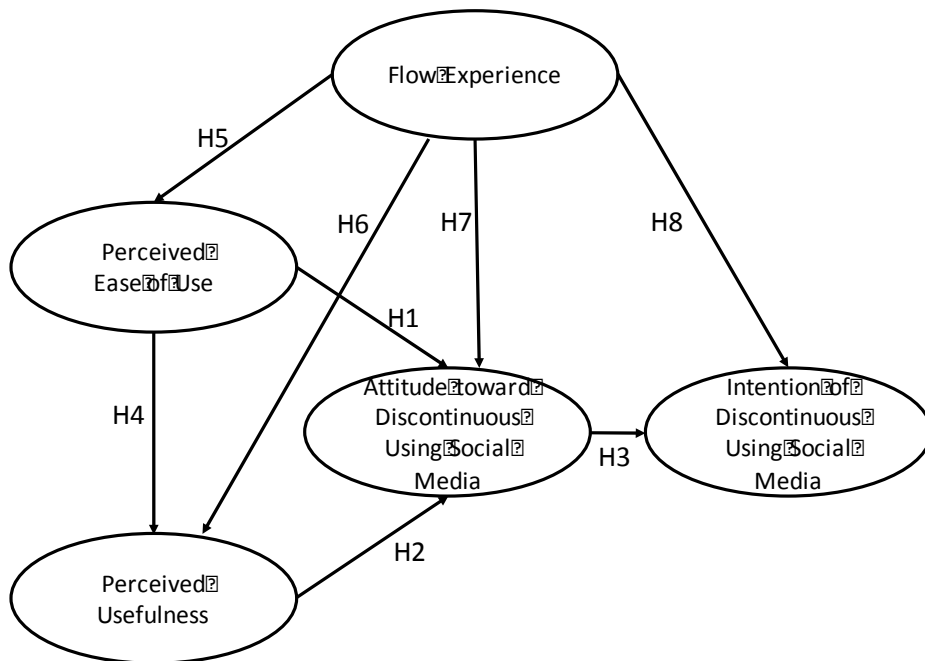 Flow Experience
H5
H6
H7
H8
Perceived
Ease of Use
H1
H4
Attitude toward
Discontinuous
Using Social
Media
Intention of
Discontinuous
Using Social
Media
H3
H2
Perceived
Usefulness